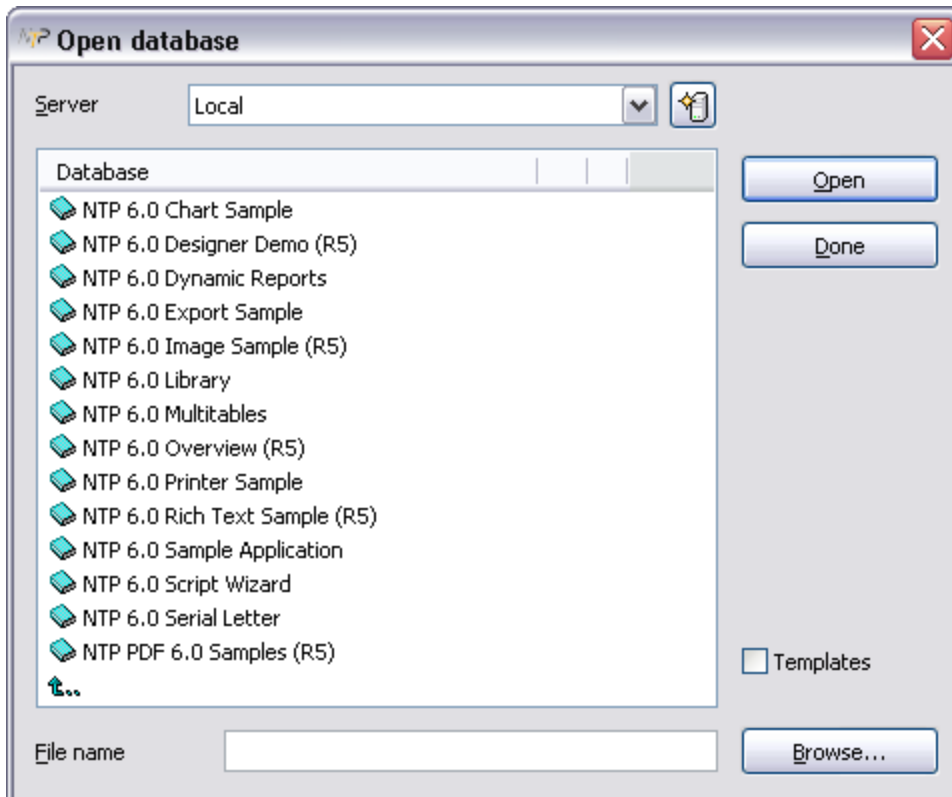 NTP Open database
Server Local
Database
NTP 6.0 Chart Sample
Open
NTP 6.0 Designer Demo (R5)
Done
NTP 6.0 Dynamic Reports
NTP 6.0 Export Sample
NTP 6.0 Image Sample (R5)
NTP 6.0 Library
NTP 6.0 Multitables
NTP 6.0 Overview (R5)
NTP 6.0 Printer Sample
NTP 6.0 Rich Text Sample (R5)
NTP 6.0 Sample Application
NTP 6.0 Script Wizard
NTP 6.0 Serial Letter
NTP PDF 6.0 Samples (R5)
Templates
..
File name
Browse...